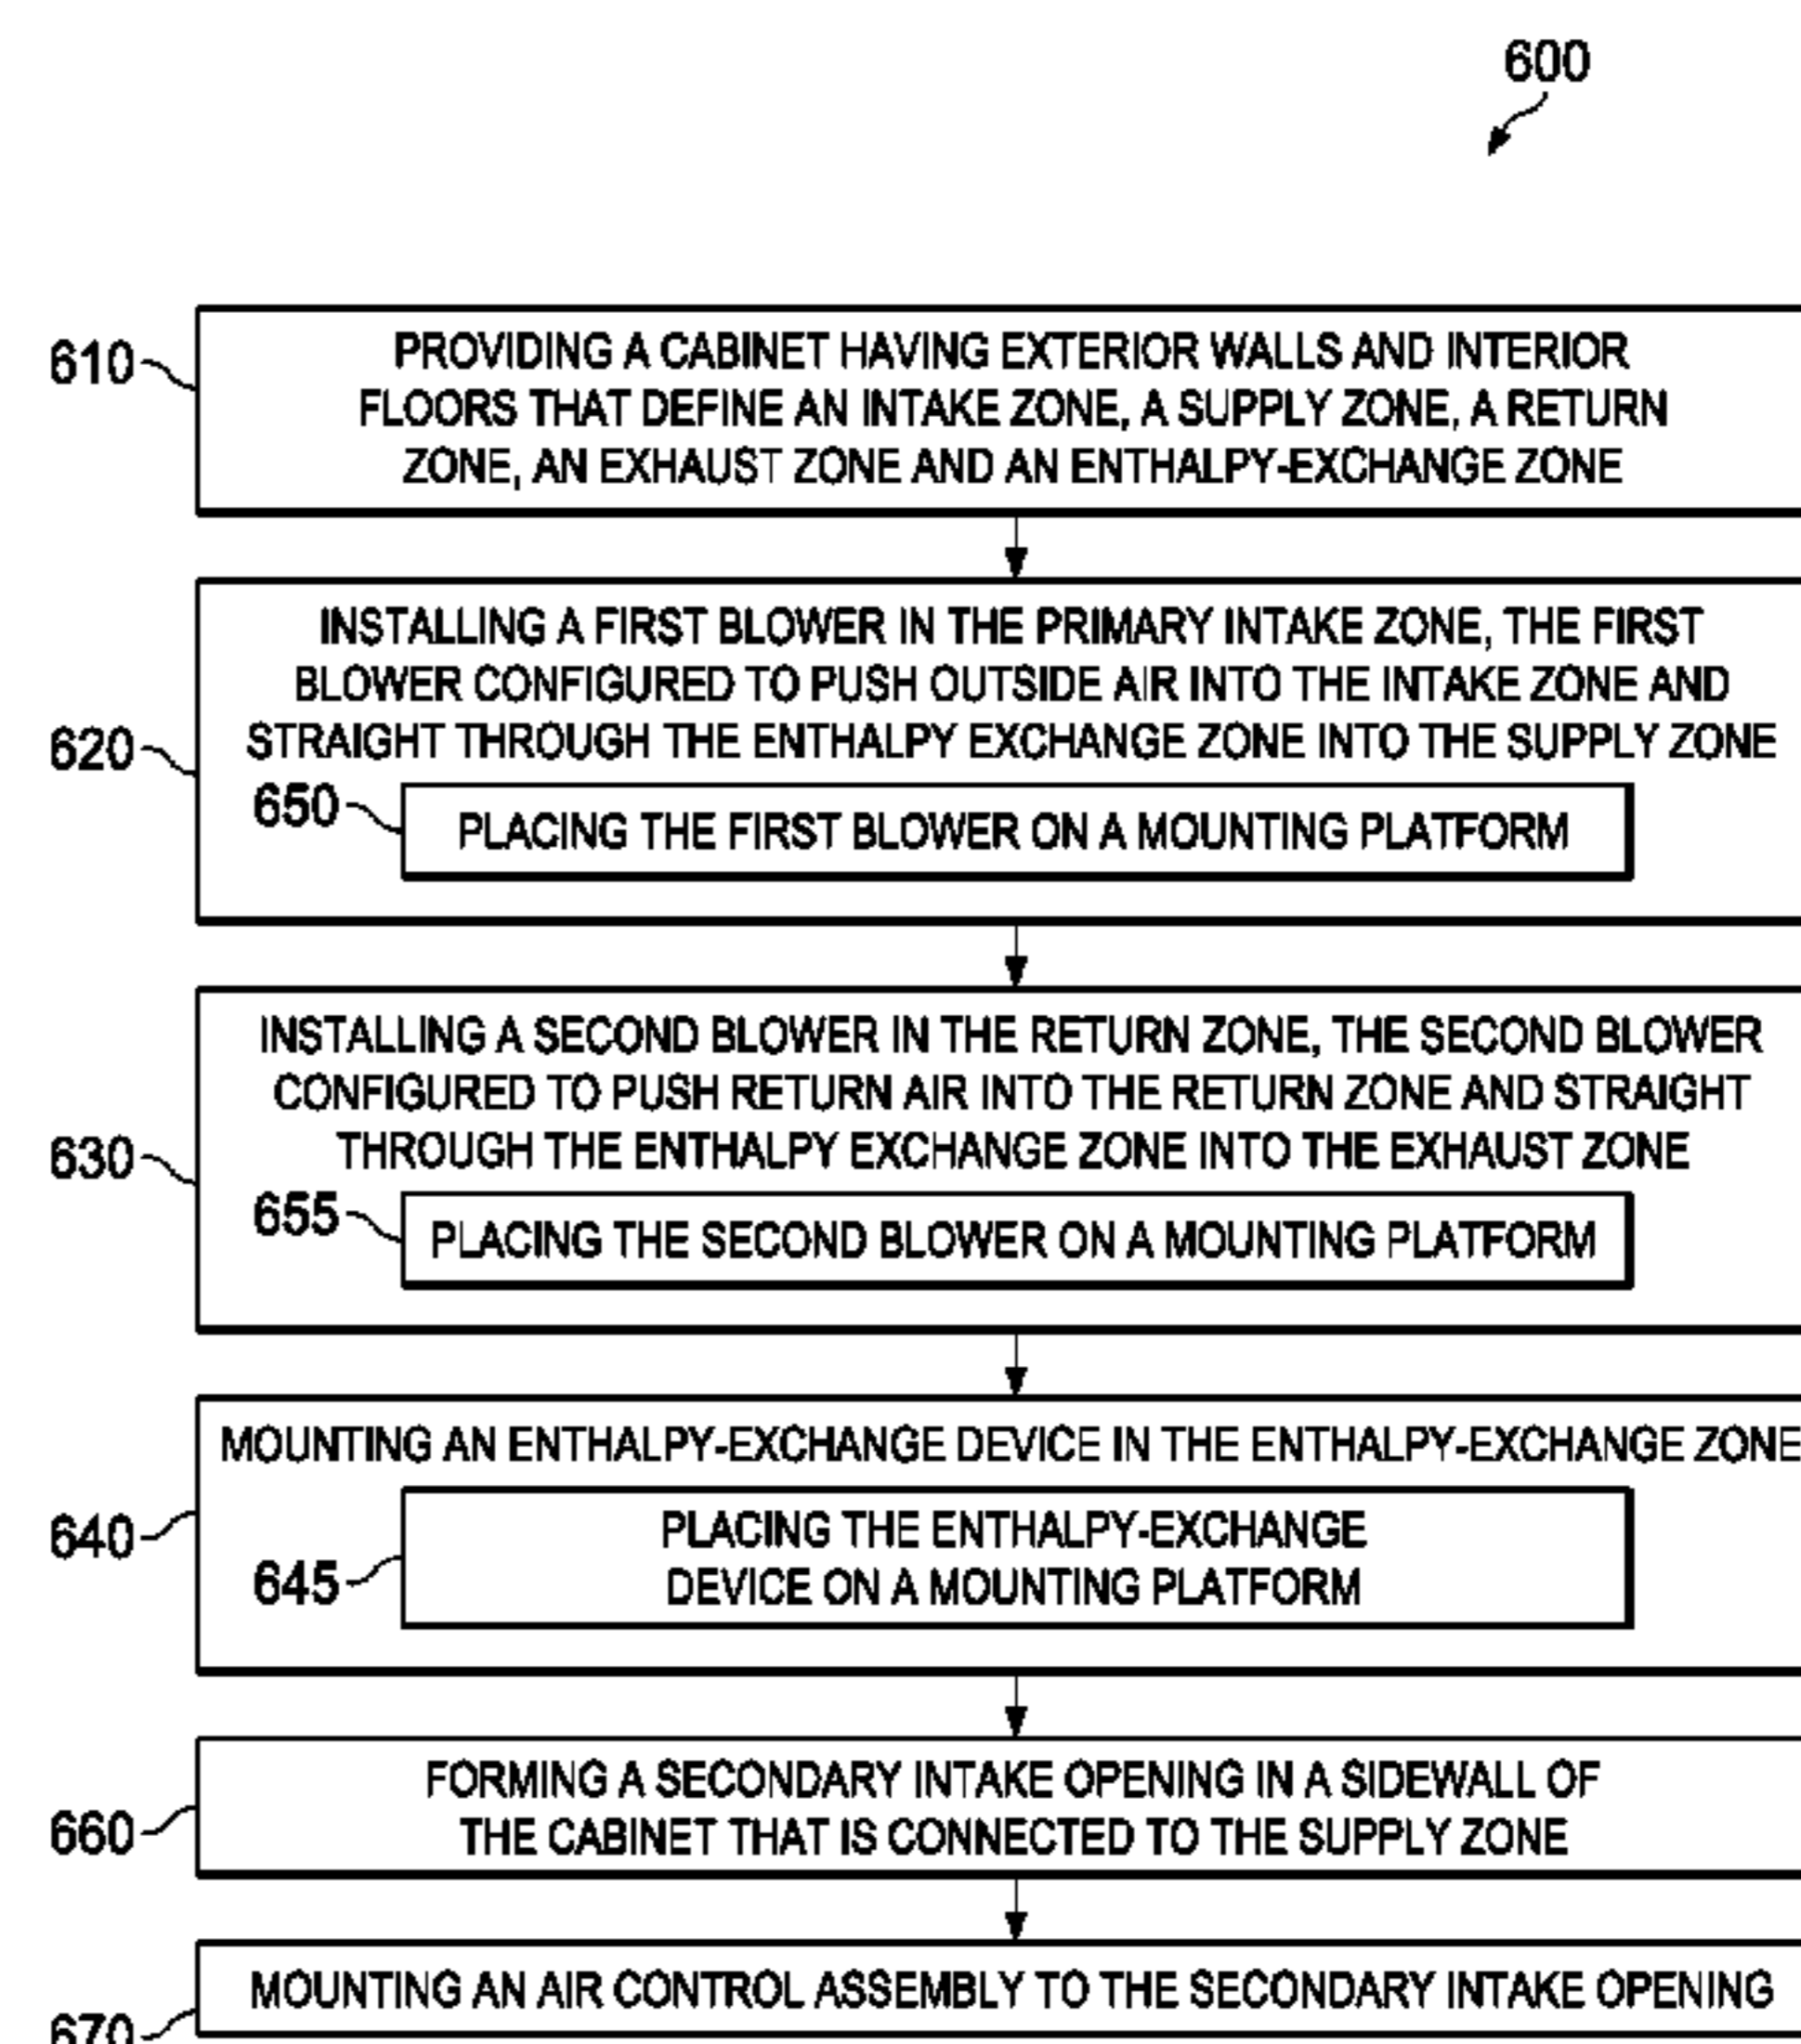 600
610
PROVIDING A CABINET HAVING EXTERIOR WALLS AND INTERIOR
FLOORS THAT DEFINE AN INTAKE ZONE, A SUPPLY ZONE, A RETURN
ZONE, AN EXHAUST ZONE AND AN ENTHALPY-EXCHANGE ZONE
620
INSTALLING A FIRST BLOWER IN THE PRIMARY INTAKE ZONE, THE FIRST
BLOWER CONFIGURED TO PUSH OUTSIDE AIR INTO THE INTAKE ZONE AND
STRAIGHT THROUGH THE ENTHALPY EXCHANGE ZONE INTO THE SUPPLY ZONE
650
PLACING THE FIRST BLOWER ON A MOUNTING PLATFORM
630
INSTALLING A SECOND BLOWER IN THE RETURN ZONE, THE SECOND BLOWER
CONFIGURED TO PUSH RETURN AIR INTO THE RETURN ZONE AND STRAIGHT
THROUGH THE ENTHALPY EXCHANGE ZONE INTO THE EXHAUST ZONE
655
PLACING THE SECOND BLOWER ON A MOUNTING PLATFORM
640
MOUNTING AN ENTHALPY-EXCHANGE DEVICE IN THE ENTHALPY-EXCHANGE ZONE
645
PLACING THE ENTHALPY-EXCHANGE
DEVICE ON A MOUNTING PLATFORM
660
FORMING A SECONDARY INTAKE OPENING IN A SIDEWALL OF
THE CABINET THAT IS CONNECTED TO THE SUPPLY ZONE
670
MOUNTING AN AIR CONTROL ASSEMBLY TO THE SECONDARY INTAKE OPENING